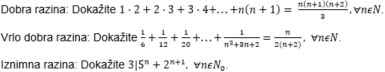 Dobra razina: Dokažite 1 · 2 + 2 · 3 + 3 · 4+. . . +n(n + 1) = n(n+1)(n+2)/3, ∀nϵN.
Vrlo dobra razina: Dokažite 1/6 + 1/12 + 1/20 +. . . + 1/(n²+3n+2) = n/(2(n+2)), ∀nϵN.
Iznimna razina: Dokažite 3|5ⁿ + 2ⁿ⁺¹, ∀nϵN₀.